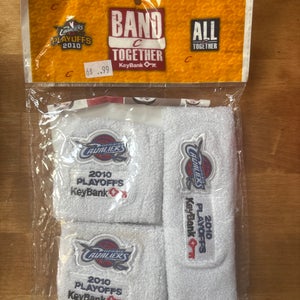 CAVALIERS
PLAYOFFS
2010
BAND
TOGETHER
KeyBank
ALL
TOGETHER
.99
CAVALIERS
2010
PLAYOFFS
KeyBank
CAVALIERS
2010
PLAYOFFS
KeyBank
CAVALIERS
2010
PLAYOFFS
KeyBank